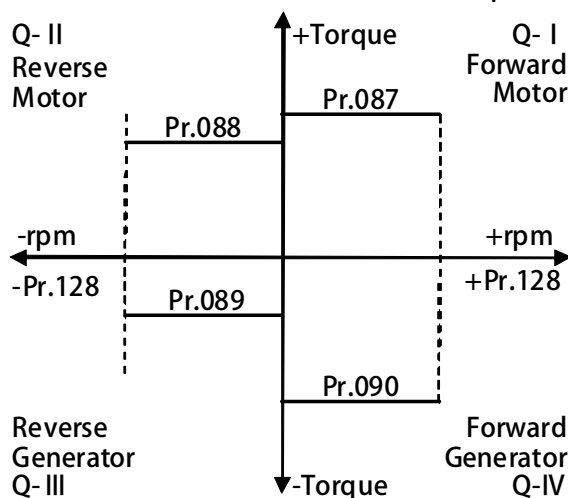 Q- II
Reverse
Motor
+Torque
Q- I
Forward
Motor
Pr.088
Pr.087
-rpm
-Pr.128
+rpm
+Pr.128
Pr.089
Pr.090
Reverse
Generator
Q-III
-Torque
Forward
Generator
Q-IV